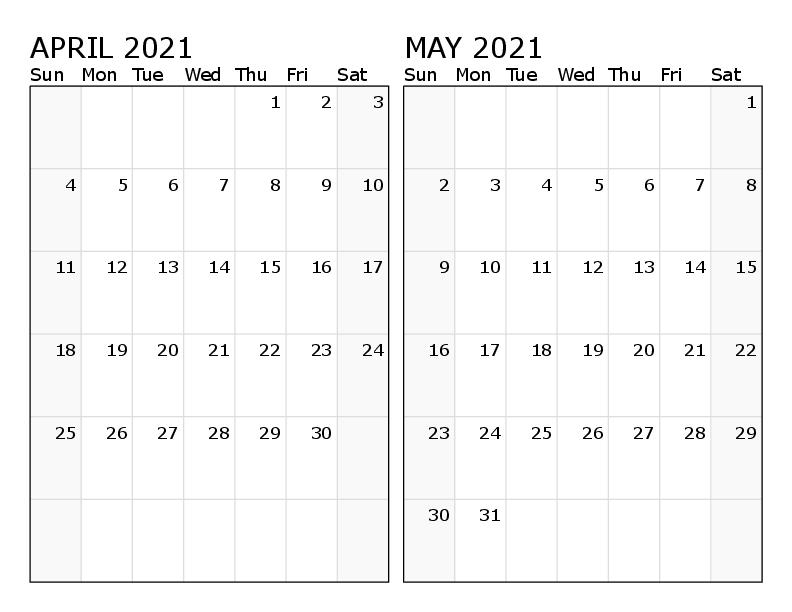 APRIL 2021
Sun Mon Tue Wed Thu Fri Sat
1 2 3
4 5 6 7 8 9 10
11 12 13 14 15 16 17
18 19 20 21 22 23 24
25 26 27 28 29 30
MAY 2021
Sun Mon Tue Wed Thu Fri Sat
1
2 3 4 5 6 7 8
9 10 11 12 13 14 15
16 17 18 19 20 21 22
23 24 25 26 27 28 29
30 31